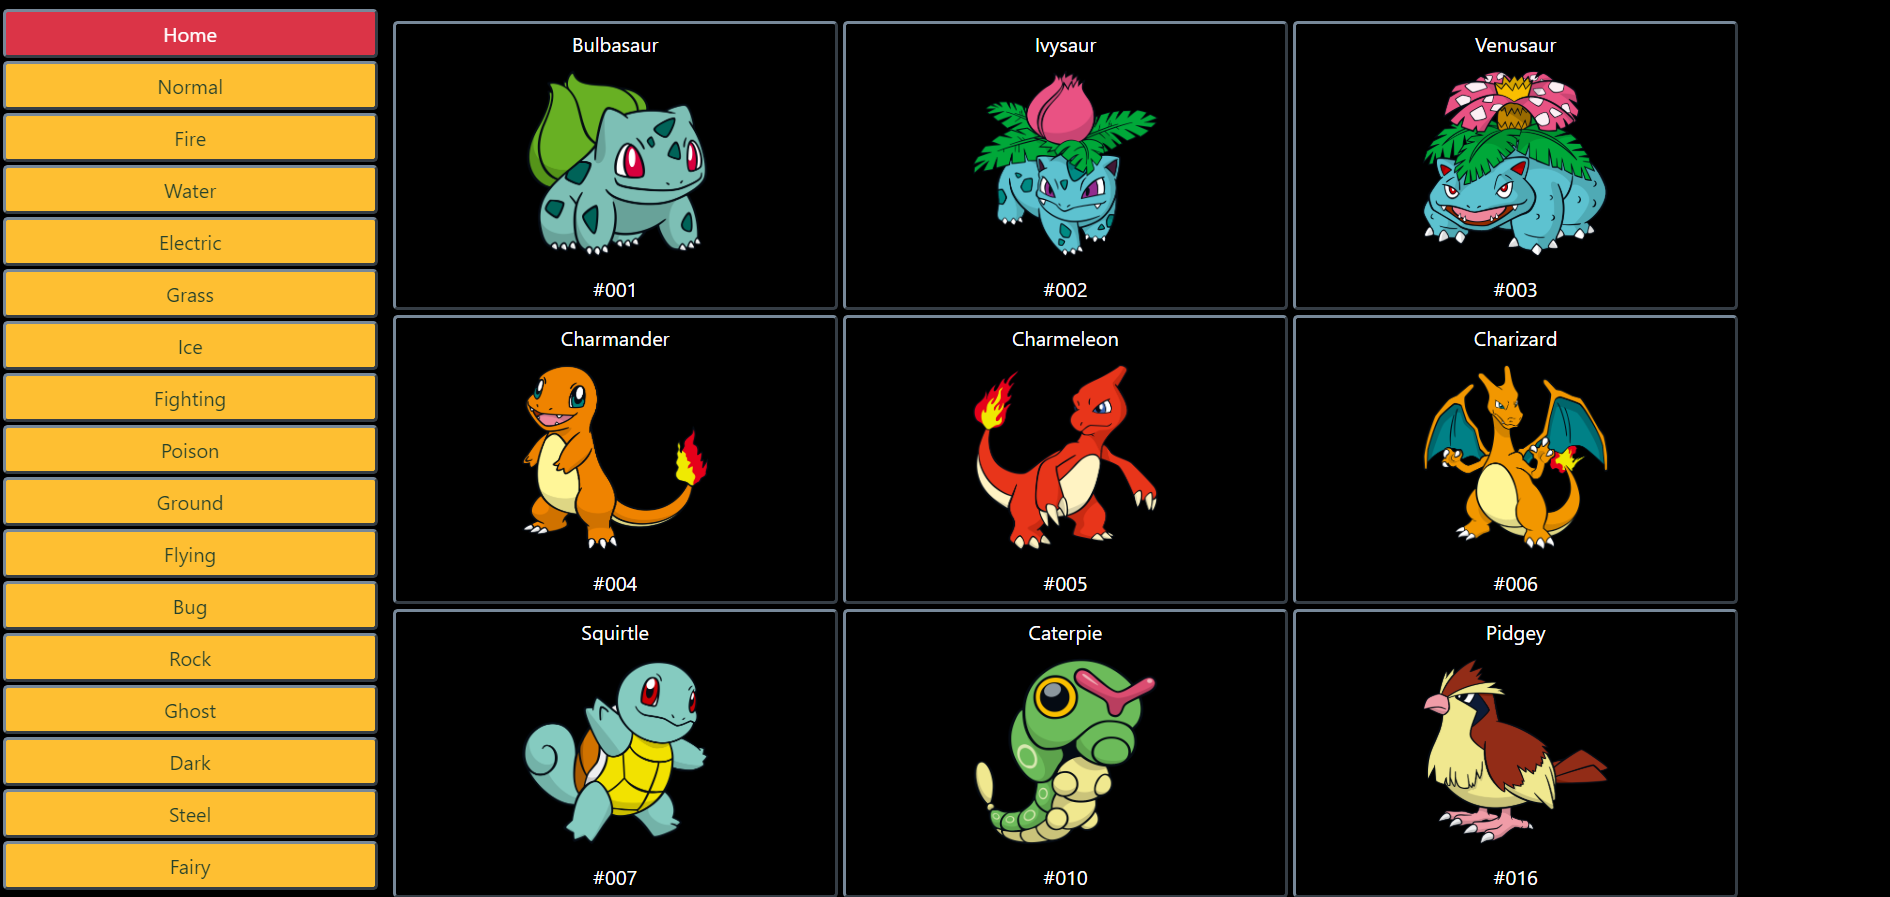 Home
Normal
Fire
Water
Electric
Grass
Ice
Fighting
Poison
Ground
Flying
Bug
Rock
Ghost
Dark
Steel
Fairy
Bulbasaur
#001
Ivysaur
#002
Venusaur
#003
Charmander
#004
Charmeleon
#005
Charizard
#006
Squirtle
#007
Caterpie
#010
Pidgey
#016